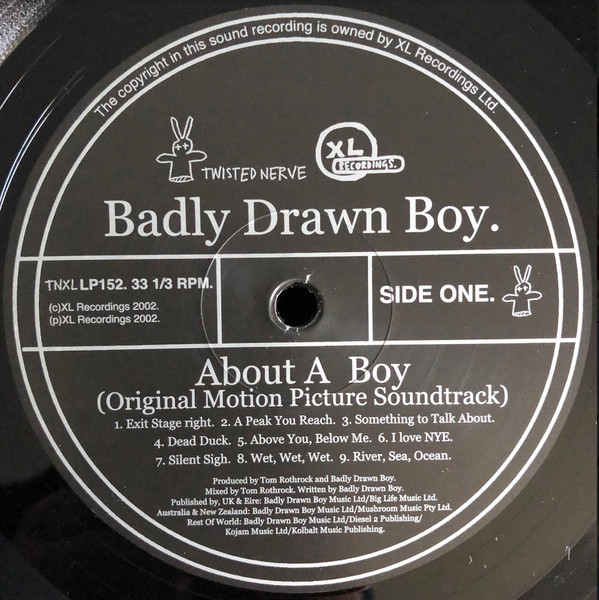 The copyright in this sound recording is owned by XL Recordings Ltd.
TWISTED NERVE
XL
RECORDINGS.
Badly Drawn Boy.
TNXLLP152. 33 1/3 RPM.
(c)XL Recordings 2002.
(p)XL Recordings 2002.
SIDE ONE.
About A Boy
(Original Motion Picture Soundtrack)
1. Exit Stage right. 2. A Peak You Reach. 3. Something to Talk About.
4. Dead Duck. 5. Above You, Below Me. 6. I love NYE.
7. Silent Sigh. 8. Wet, Wet, Wet. 9. River, Sea, Ocean.
Produced by Tom Rothrock and Badly Drawn Boy.
Mixed by Tom Rothrock. Written by Badly Drawn Boy.
Published by, UK & Eire: Badly Drawn Boy Music Ltd/Big Life Music Ltd.
Australia & New Zealand: Badly Drawn Boy Music Ltd/Mushroom Music Pty Ltd.
Rest Of World: Badly Drawn Boy Music Ltd/Diesel 2 Publishing/
Kojam Music Ltd/Kolbalt Music Publishing.